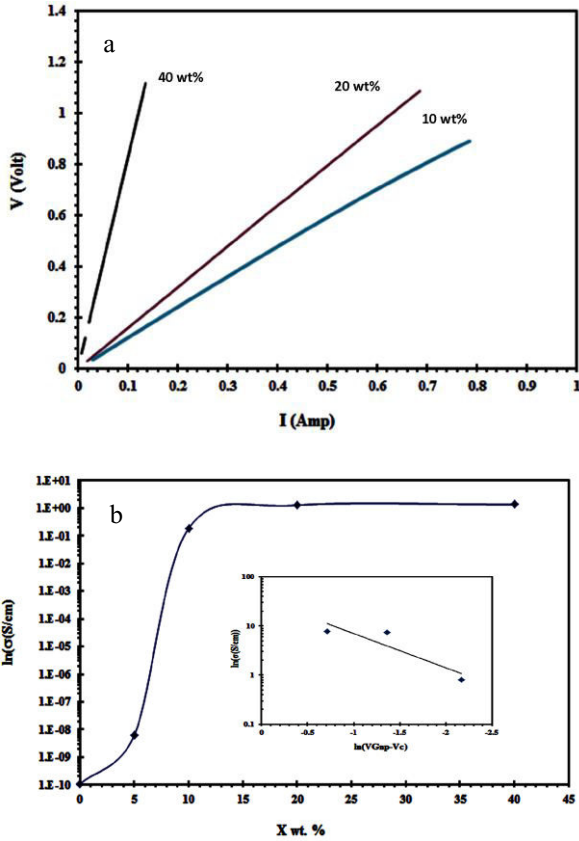 a
1.4
1.2
1
0.8
0.6
0.4
0.2
0
V (Volt)
40 wt%
20 wt%
10 wt%
0
0.1
0.2
0.3
0.4
0.5
0.6
0.7
0.8
0.9
1
I (Amp)
b
1.E+01
1.E+00
1.E-01
1.E-02
1.E-03
1.E-04
1.E-05
1.E-06
1.E-07
1.E-08
1.E-09
1.E-10
ln(σ(S/cm)
100
10
1
0.1
ln(σ(S/cm))
0
-0.5
-1
-1.5
-2
-2.5
ln(VGnp-Vc)
0
5
10
15
20
25
30
35
40
45
X wt. %